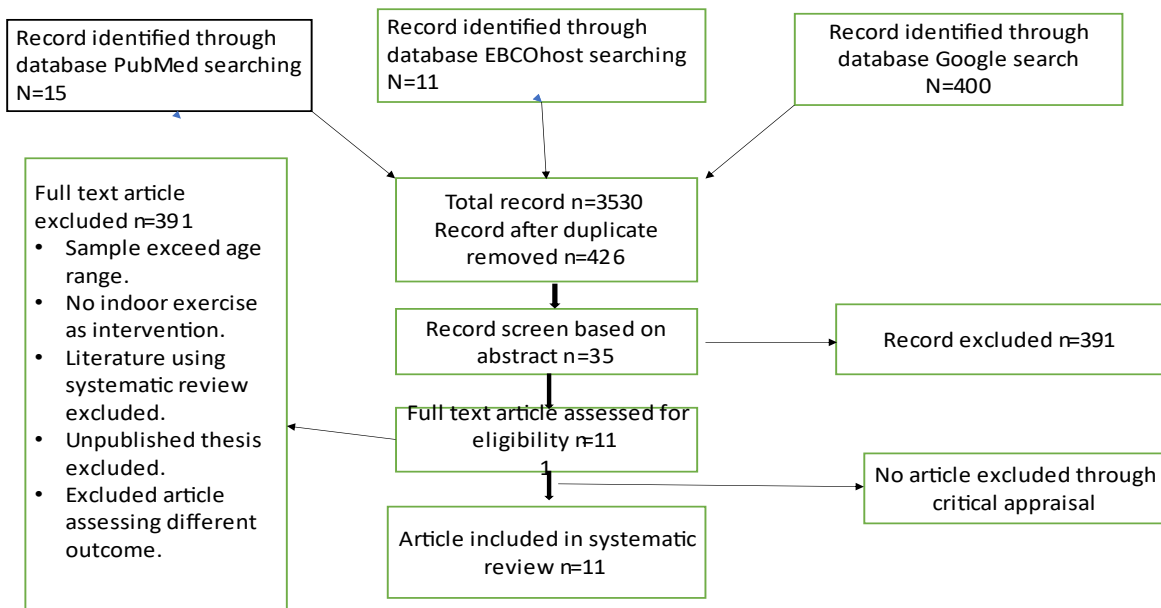 Record identified through
database PubMed searching
N=15
Record identified through
database EBCOhost searching
N=11
Record identified through
database Google search
N=400
Total record n=3530
Record after duplicate
removed n=426
Record screen based on
abstract n=35
Record excluded n=391
Full text article assessed for
eligibility n=11
1
Full text article
excluded n=391
• Sample exceed age
range.
• No indoor exercise
as intervention.
• Literature using
systematic review
excluded.
• Unpublished thesis
excluded.
• Excluded article
assessing different
outcome.
No article excluded through
critical appraisal
Article included in systematic
review n=11